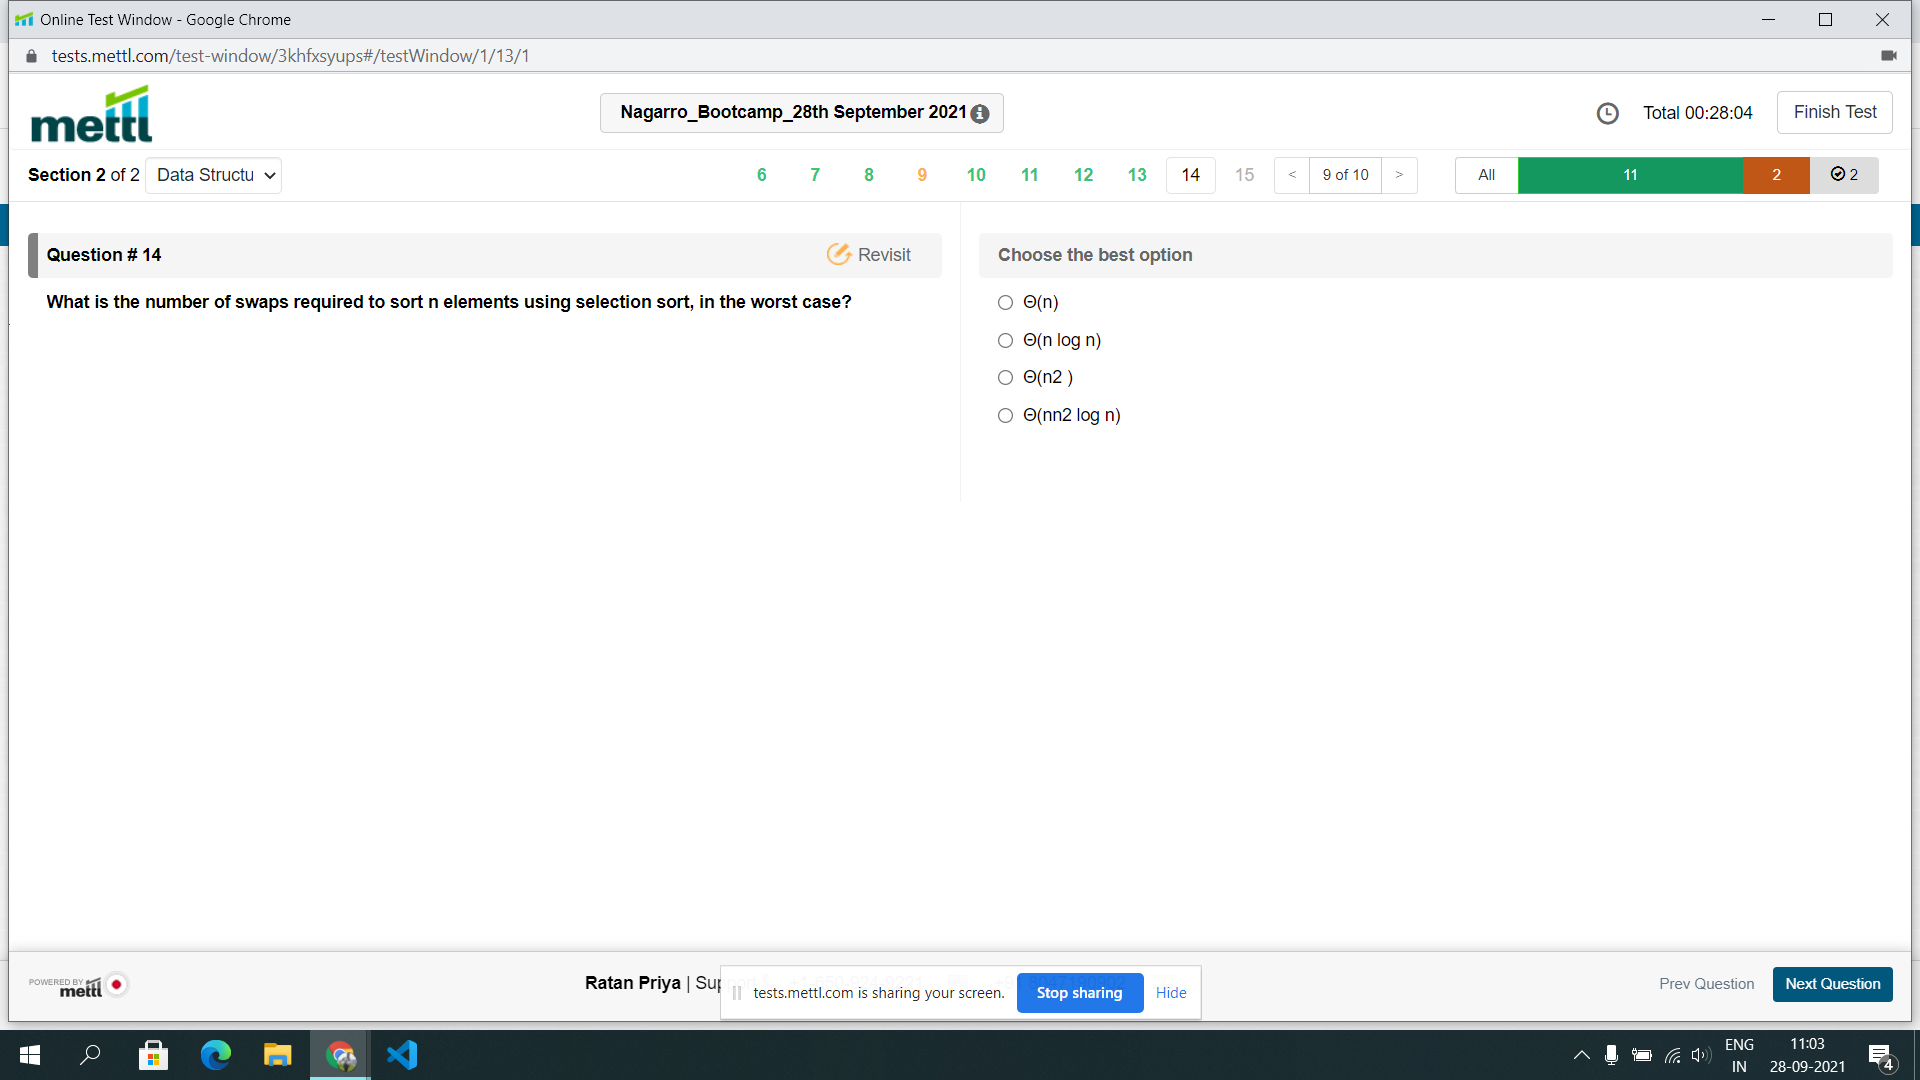 Online Test Window - Google Chrome
tests.mettl.com/test-window/3khfxsyups#/testWindow/1/13/1
mettl
Nagarro_Bootcamp_28th September 2021
Total 00:28:04
Finish Test
Section 2 of 2
Data Structu
6 7 8 9 10 11 12 13 14 15
< 9 of 10 >
All 11 2 2
Question # 14
Revisit
What is the number of swaps required to sort n elements using selection sort, in the worst case?
Choose the best option
Θ(n)
Θ(n log n)
Θ(n2 )
Θ(nn2 log n)
POWERED BY mettl
Ratan Priya | Sup
tests.mettl.com is sharing your screen.
Stop sharing
Hide
Prev Question
Next Question
ENG
IN
11:03
28-09-2021
4